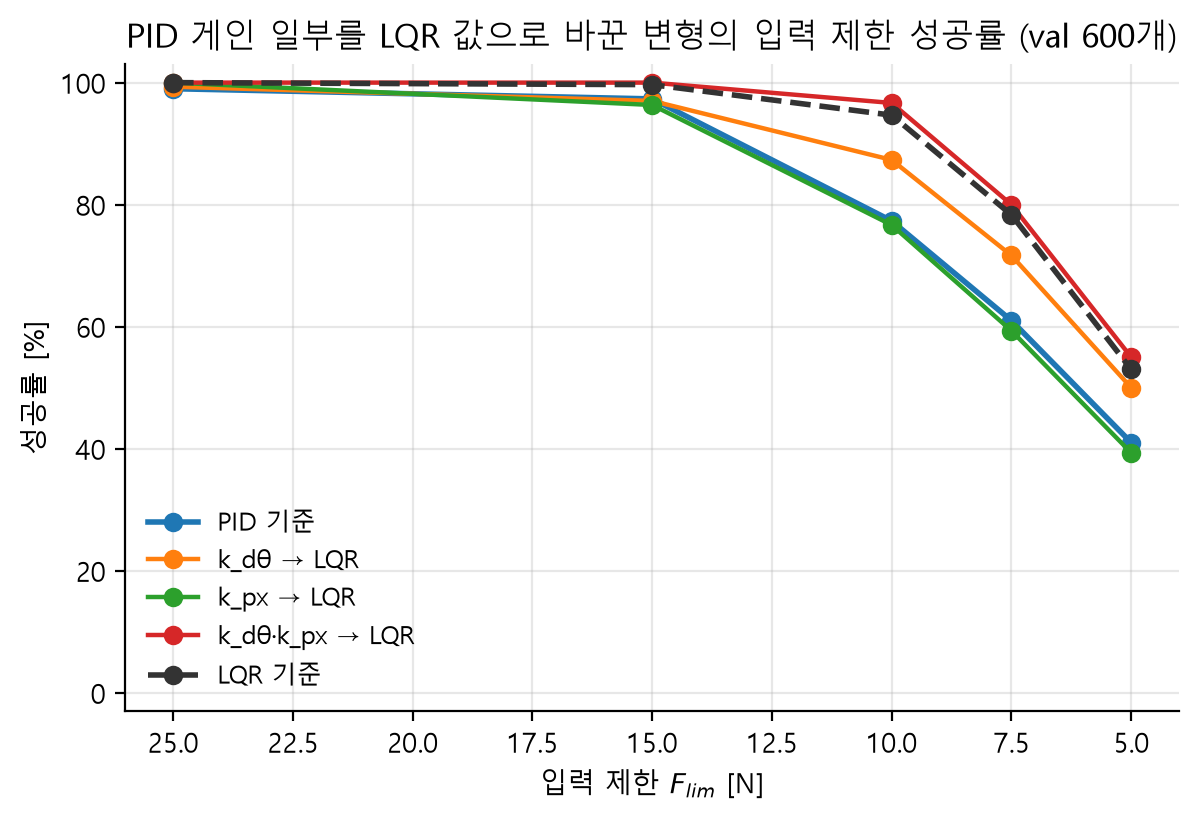 PID 게인 일부를 LQR 값으로 바꾼 변형의 입력 제한 성공률 (val 600개)
100
80
60
40
20
0
성공률 [%]
PID 기준
k_dθ → LQR
k_px → LQR
k_dθ·k_px → LQR
LQR 기준
25.0 22.5 20.0 17.5 15.0 12.5 10.0 7.5 5.0
입력 제한 F_lim [N]